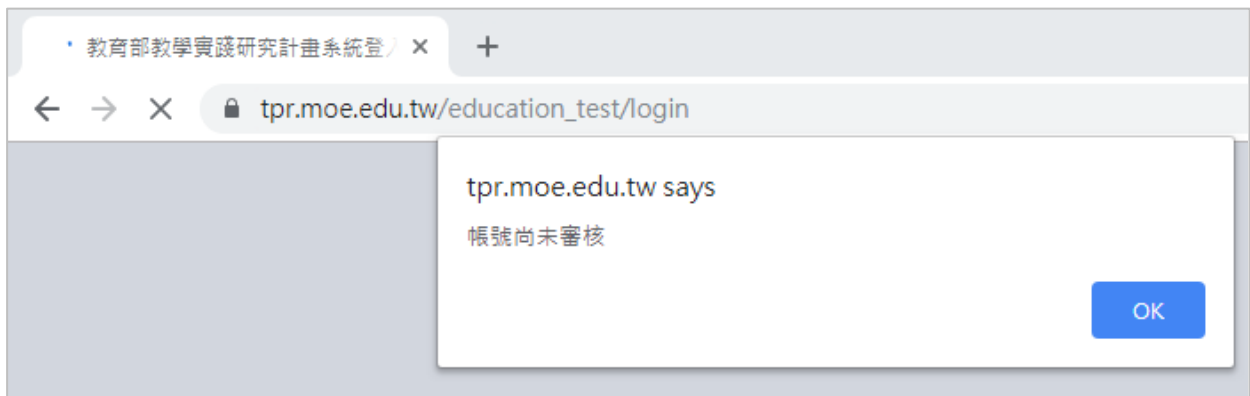 教育部教學實踐研究計畫系統登入
tpr.moe.edu.tw/education_test/login
tpr.moe.edu.tw says
帳號尚未審核
OK